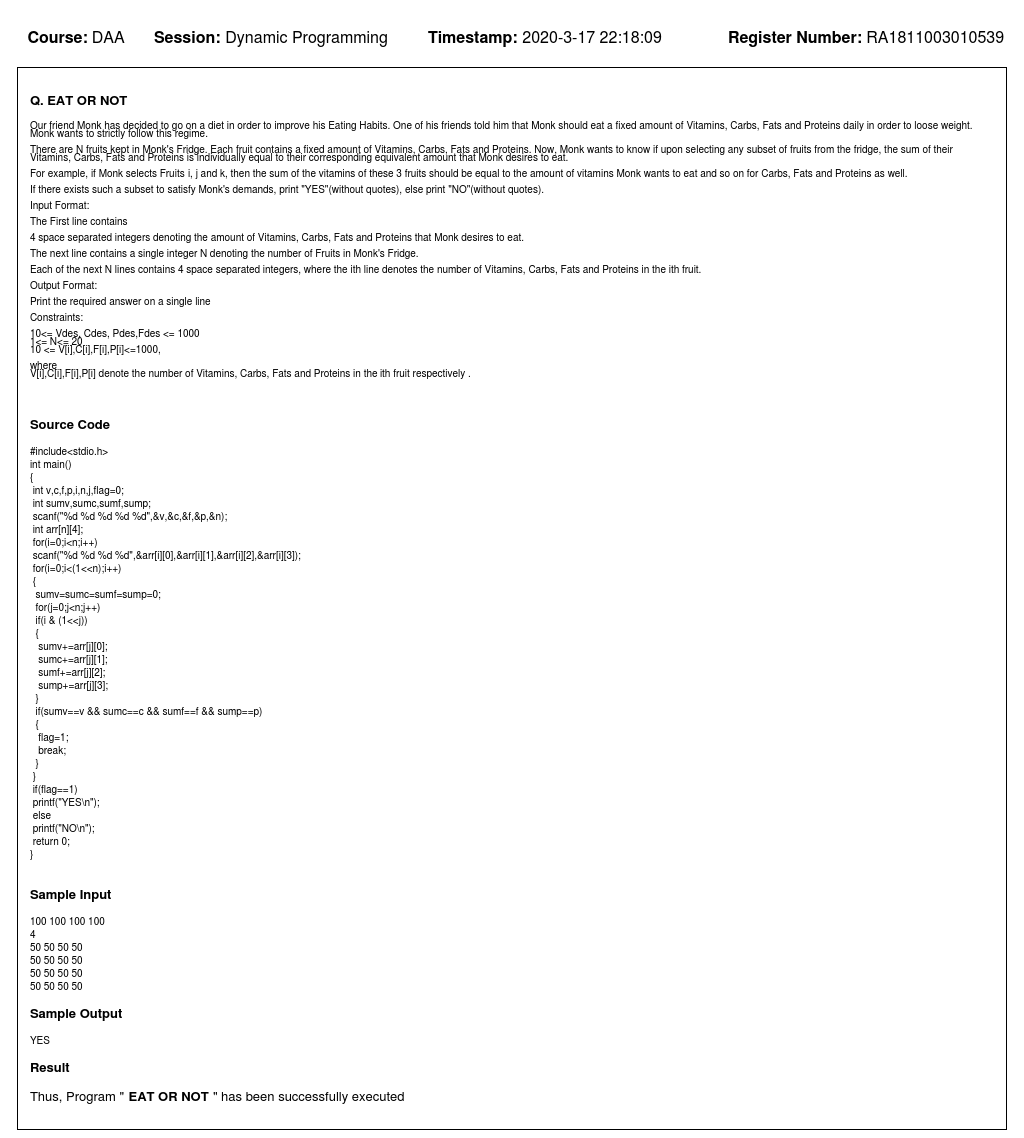 Course: DAA Session: Dynamic Programming Timestamp: 2020-3-17 22:18:09 Register Number: RA1811003010539
Q. EAT OR NOT
Our friend Monk has decided to go on a diet in order to improve his Eating Habits. One of his friends told him that Monk should eat a fixed amount of Vitamins, Carbs, Fats and Proteins daily in order to loose weight.
Monk wants to strictly follow this regime.
There are N fruits kept in Monk's Fridge. Each fruit contains a fixed amount of Vitamins, Carbs, Fats and Proteins. Now, Monk wants to know if upon selecting any subset of fruits from the fridge, the sum of their
Vitamins, Carbs, Fats and Proteins is individually equal to their corresponding equivalent amount that Monk desires to eat.
For example, if Monk selects Fruits i, j and k, then the sum of the vitamins of these 3 fruits should be equal to the amount of vitamins Monk wants to eat and so on for Carbs, Fats and Proteins as well.
If there exists such a subset to satisfy Monk's demands, print "YES"(without quotes), else print "NO"(without quotes).
Input Format:
The First line contains
4 space separated integers denoting the amount of Vitamins, Carbs, Fats and Proteins that Monk desires to eat.
The next line contains a single integer N denoting the number of Fruits in Monk's Fridge.
Each of the next N lines contains 4 space separated integers, where the ith line denotes the number of Vitamins, Carbs, Fats and Proteins in the ith fruit.
Output Format:
Print the required answer on a single line
Constraints:
10<= Vdes, Cdes, Pdes,Fdes <= 1000
1<= N<= 20
10 <= V[i],C[i],F[i],P[i]<=1000,
where
V[i],C[i],F[i],P[i] denote the number of Vitamins, Carbs, Fats and Proteins in the ith fruit respectively .
Source Code
#include<stdio.h>
int main()
{
int v,c,f,p,i,n,j,flag=0;
int sumv,sumc,sumf,sump;
scanf("%d %d %d %d %d",&v,&c,&f,&p,&n);
int arr[n][4];
for(i=0;i<n;i++)
scanf("%d %d %d %d",&arr[i][0],&arr[i][1],&arr[i][2],&arr[i][3]);
for(i=0;i<(1<<n);i++)
{
sumv=sumc=sumf=sump=0;
for(j=0;j<n;j++)
if(i & (1<<j))
{
sumv+=arr[j][0];
sumc+=arr[j][1];
sumf+=arr[j][2];
sump+=arr[j][3];
}
if(sumv==v && sumc==c && sumf==f && sump==p)
{
flag=1;
break;
}
}
if(flag==1)
printf("YES\n");
else
printf("NO\n");
return 0;
}
Sample Input
100 100 100 100
4
50 50 50 50
50 50 50 50
50 50 50 50
50 50 50 50
Sample Output
YES
Result
Thus, Program " EAT OR NOT " has been successfully executed